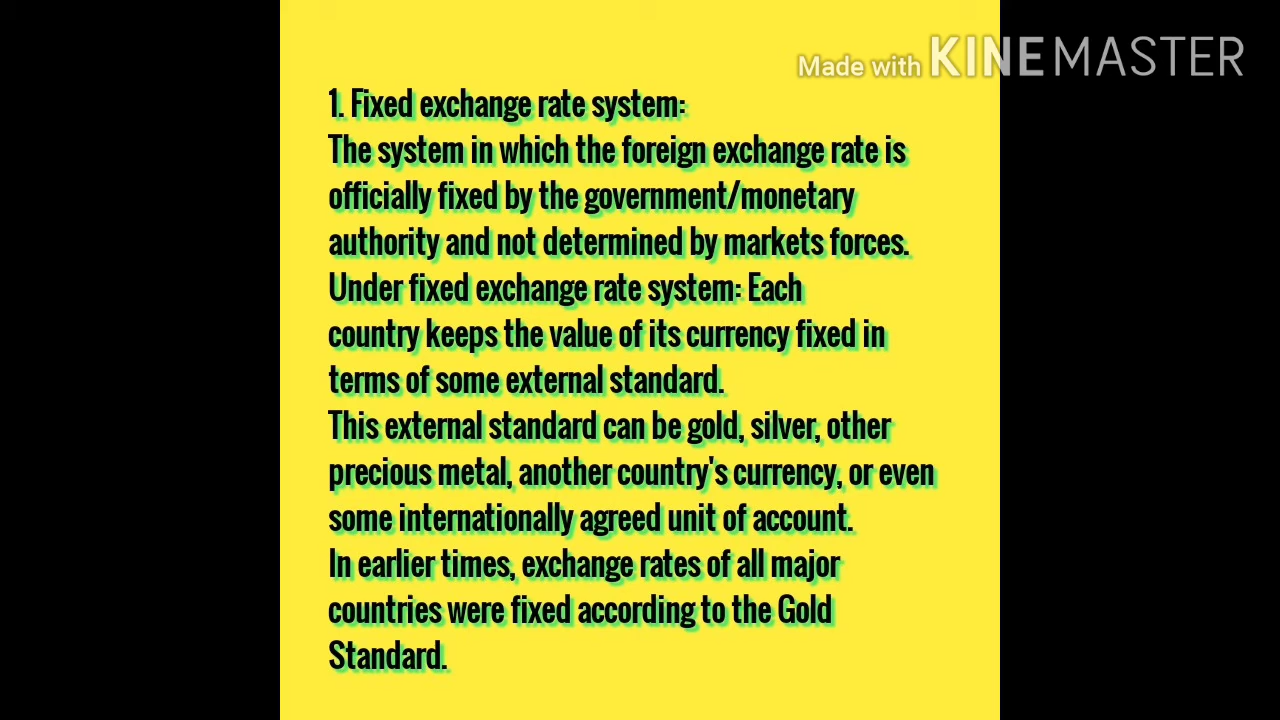 Made with KINEMASTER
1. Fixed exchange rate system:
The system in which the foreign exchange rate is
officially fixed by the government/monetary
authority and not determined by markets forces.
Under fixed exchange rate system: Each
country keeps the value of its currency fixed in
terms of some external standard.
This external standard can be gold, silver, other
precious metal, another country's currency, or even
some internationally agreed unit of account.
In earlier times, exchange rates of all major
countries were fixed according to the Gold
Standard.